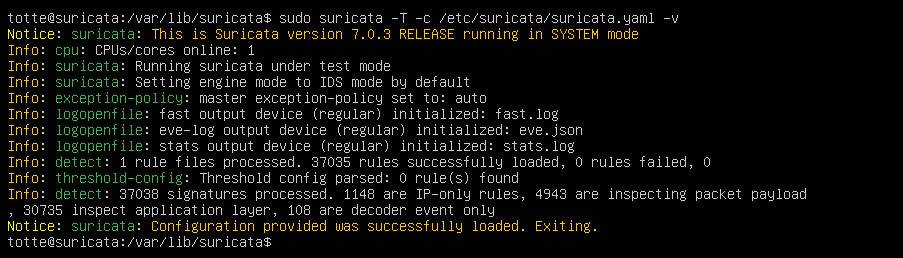 totte@suricata:/var/lib/suricata$ sudo suricata -T -c /etc/suricata/suricata.yaml -v
Notice: suricata: This is Suricata version 7.0.3 RELEASE running in SYSTEM mode
Info: cpu: CPUs/cores online: 1
Info: suricata: Running suricata under test mode
Info: suricata: Setting engine mode to IDS mode by default
Info: exception-policy: master exception-policy set to: auto
Info: logopenfile: fast output device (regular) initialized: fast.log
Info: logopenfile: eve-log output device (regular) initialized: eve.json
Info: logopenfile: stats output device (regular) initialized: stats.log
Info: detect: 1 rule files processed. 37035 rules successfully loaded, 0 rules failed, 0
Info: threshold-config: Threshold config parsed: 0 rule(s) found
Info: detect: 37038 signatures processed. 1148 are IP-only rules, 4943 are inspecting packet payload
, 30735 inspect application layer, 108 are decoder event only
Notice: suricata: Configuration provided was successfully loaded. Exiting.
totte@suricata:/var/lib/suricata$